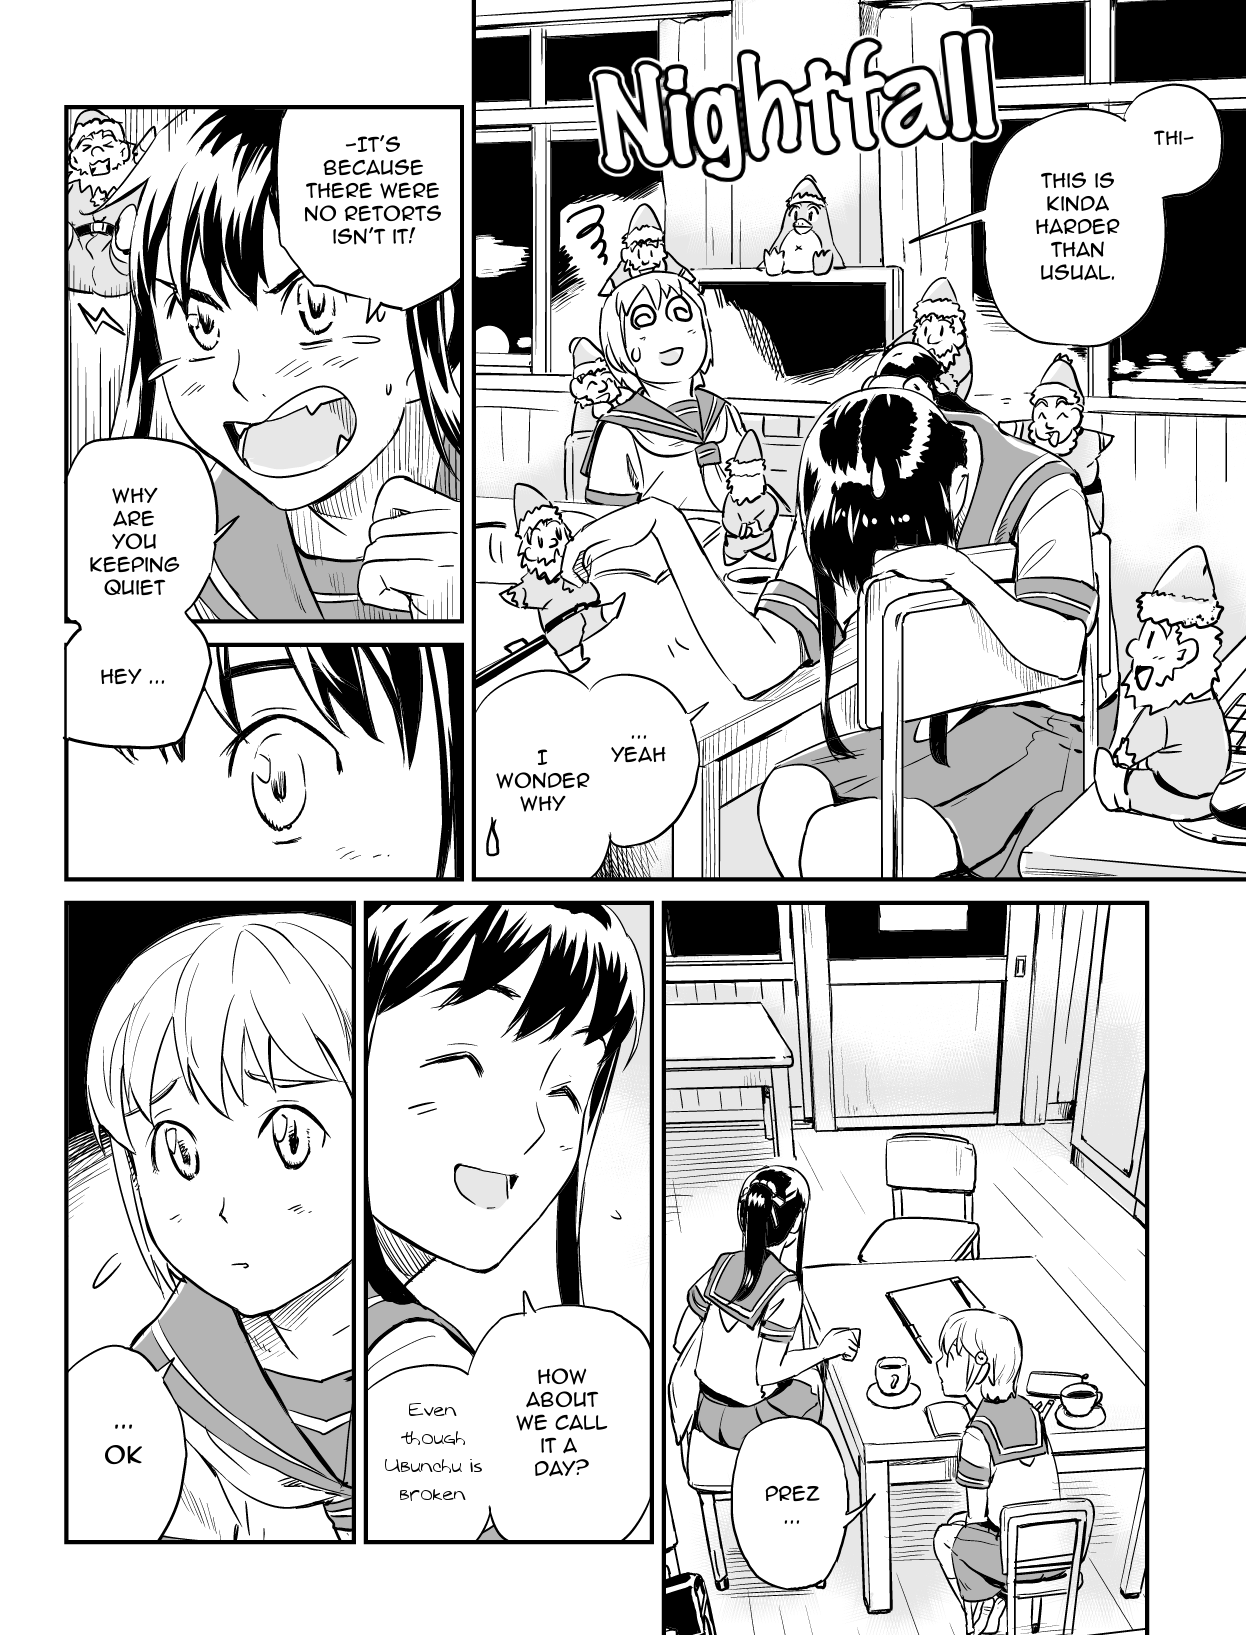 Nightfall
THI-
THIS IS
KINDA
HARDER
THAN
USUAL.
...
YEAH
I
WONDER
WHY
-IT'S
BECAUSE
THERE WERE
NO RETORTS
ISN'T IT!
WHY
ARE
YOU
KEEPING
QUIET
HEY ...
PREZ
...
HOW
ABOUT
WE CALL
IT A
DAY?
Even
though
Ubunchu is
broken
...
OK